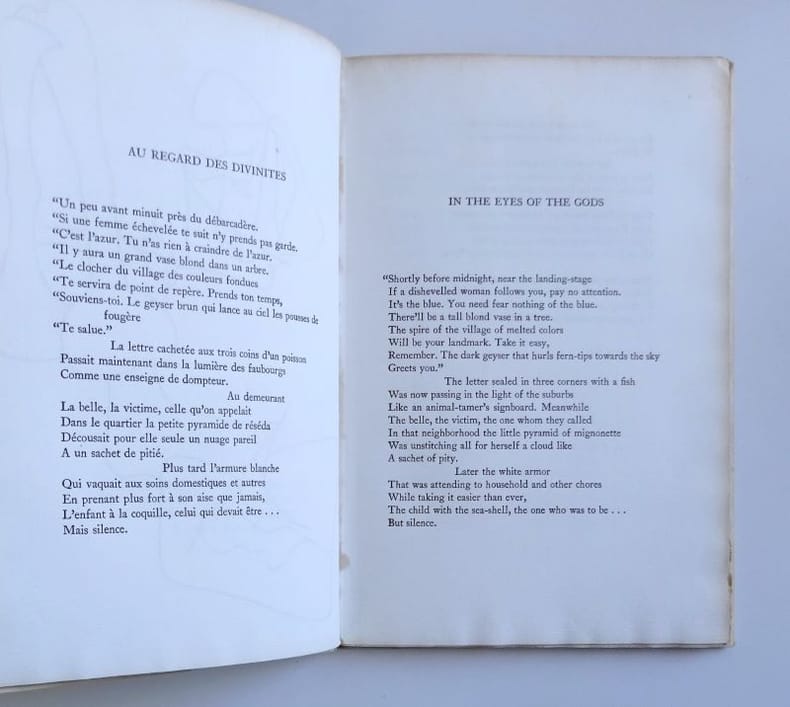 AU REGARD DES DIVINITES
“Un peu avant minuit près du débarcadère.
“Si une femme échevelée te suit n’y prends pas garde.
“C’est l’azur. Tu n’as rien à craindre de l’azur.
“Il y aura un grand vase blond dans un arbre.
“Le clocher du village des couleurs fondues
“Te servira de point de repère. Prends ton temps,
“Souviens-toi. Le geyser brun qui lance au ciel les pousses de
fougère
“Te salue.”
La lettre cachetée aux trois coins d’un poisson
Passait maintenant dans la lumière des faubourgs
Comme une enseigne de dompteur.
Au demeurant
La belle, la victime, celle qu’on appelait
Dans le quartier la petite pyramide de réséda
Décousait pour elle seule un nuage pareil
A un sachet de pitié.
Plus tard l’armure blanche
Qui vaquait aux soins domestiques et autres
En prenant plus fort à son aise que jamais,
L’enfant à la coquille, celui qui devait être . . .
Mais silence.
IN THE EYES OF THE GODS
“Shortly before midnight, near the landing-stage
If a dishevelled woman follows you, pay no attention.
It’s the blue. You need fear nothing of the blue.
There’ll be a tall blond vase in a tree.
The spire of the village of melted colors
Will be your landmark. Take it easy,
Remember. The dark geyser that hurls fern-tips towards the sky
Greets you.”
The letter sealed in three corners with a fish
Was now passing in the light of the suburbs
Like an animal-tamer’s signboard. Meanwhile
The belle, the victim, the one whom they called
In that neighborhood the little pyramid of mignonette
Was unstitching all for herself a cloud like
A sachet of pity.
Later the white armor
That was attending to household and other chores
While taking it easier than ever,
The child with the sea-shell, the one who was to be . . .
But silence.